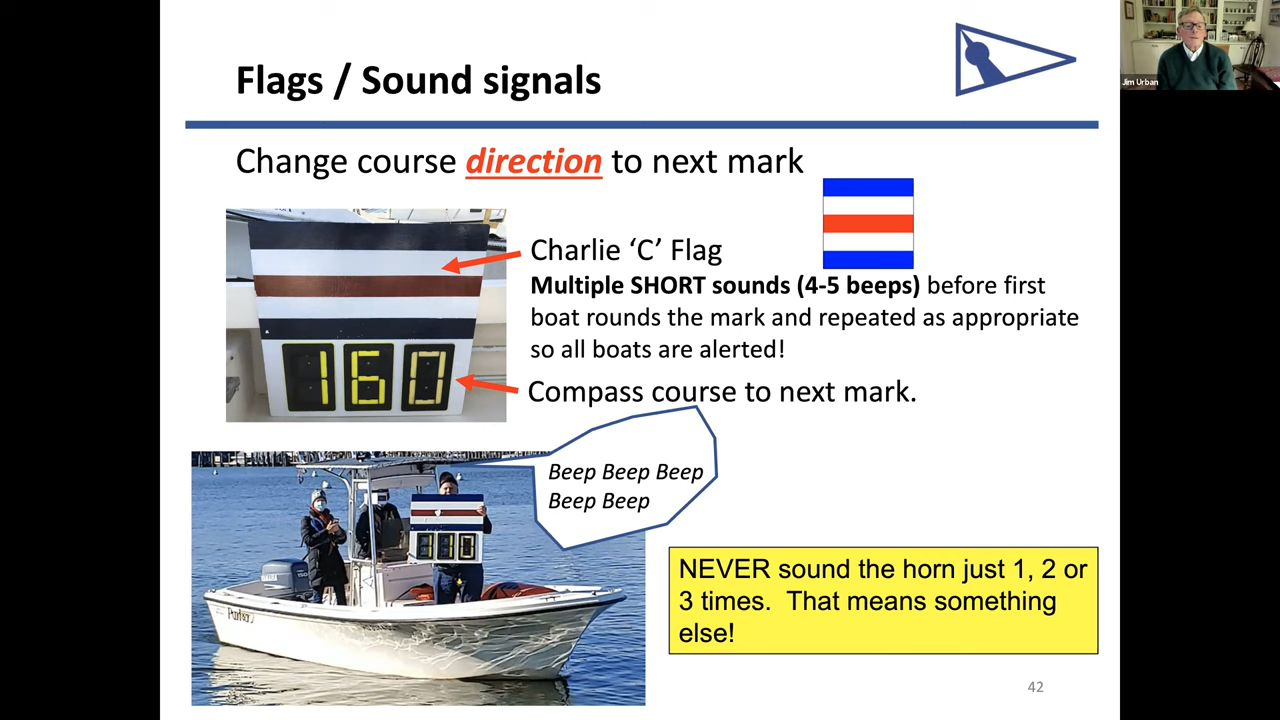 Flags / Sound signals
Jim Urban
Change course direction to next mark
Charlie ‘C’ Flag
Multiple SHORT sounds (4-5 beeps) before first
boat rounds the mark and repeated as appropriate
so all boats are alerted!
160
Compass course to next mark.
Beep Beep Beep
Beep Beep
110
Parker
NEVER sound the horn just 1, 2 or
3 times. That means something
else!
42